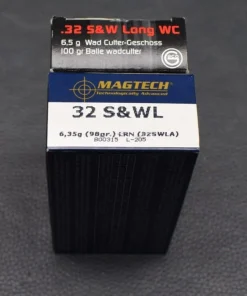 .32 S&W Long WC
6,5 g Wad Cutter-Geschoss
100 gr Balle wadcutter
MAGTECH
Technologically Advanced
32 S&WL
6,35g (98gr.) LRN (32SWLA)
L-205